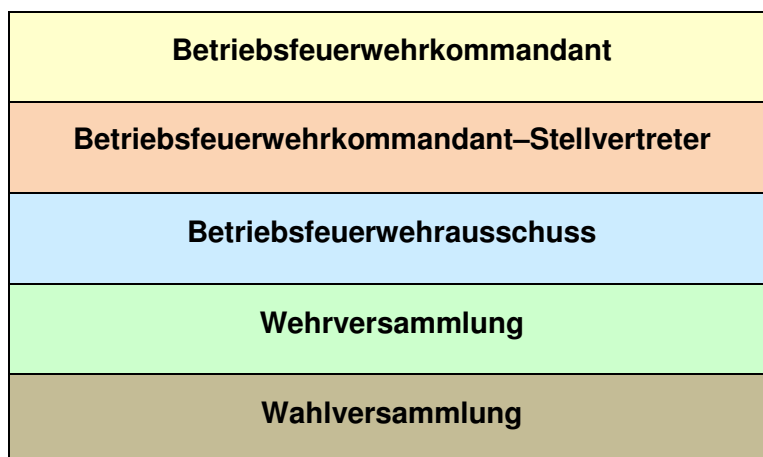 Betriebsfeuerwehrkommandant
Betriebsfeuerwehrkommandant–Stellvertreter
Betriebsfeuerwehrausschuss
Wehrversammlung
Wahlversammlung